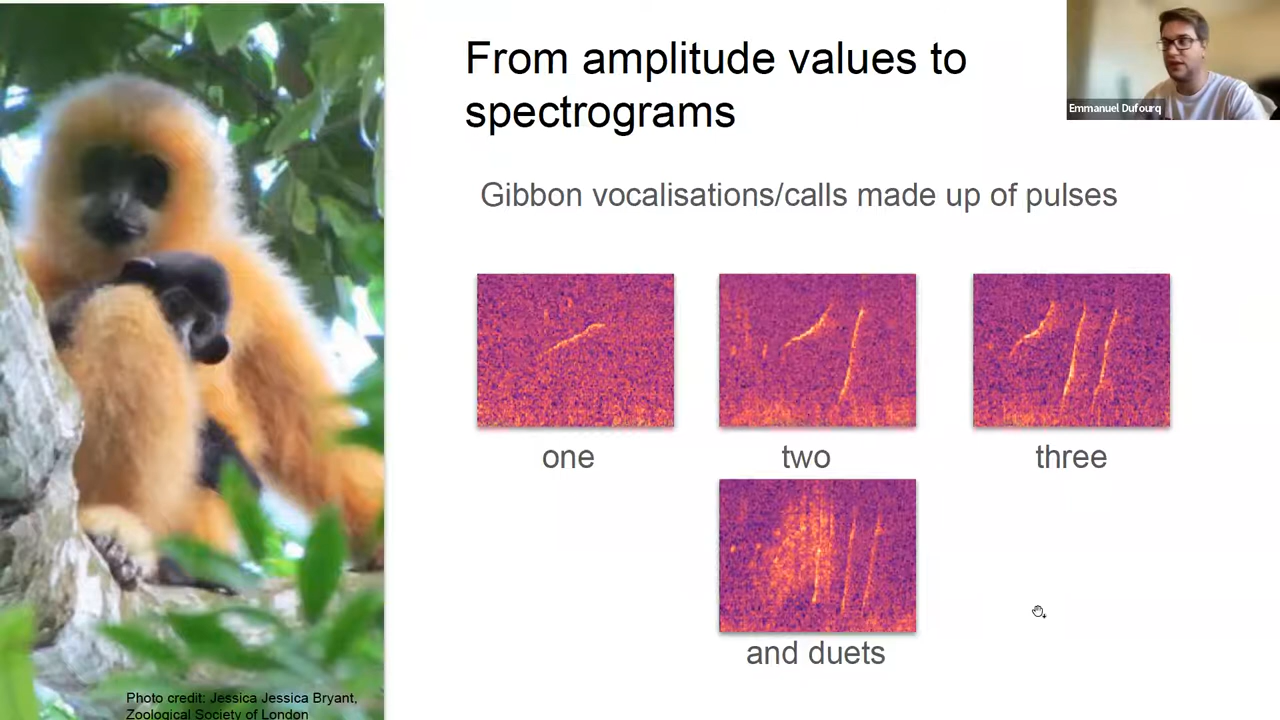 From amplitude values to
spectrograms
Emmanuel Dufourq
Gibbon vocalisations/calls made up of pulses
one
two
three
and duets
Photo credit: Jessica Jessica Bryant,
Zoological Society of London